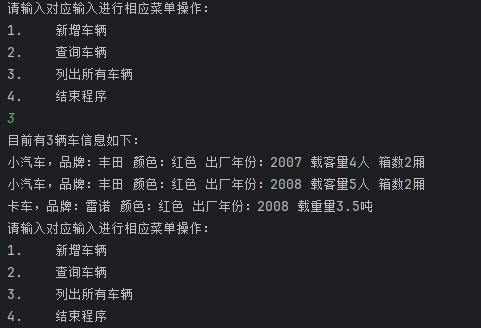 请输入对应输入进行相应菜单操作:
1.    新增车辆
2.    查询车辆
3.    列出所有车辆
4.    结束程序
3
目前有3辆车信息如下:
小汽车，品牌: 丰田 颜色: 红色 出厂年份: 2007 载客量4人 箱数2厢
小汽车，品牌: 丰田 颜色: 红色 出厂年份: 2008 载客量5人 箱数2厢
卡车，品牌: 雷诺 颜色: 红色 出厂年份: 2008 载重量3.5吨
请输入对应输入进行相应菜单操作:
1.    新增车辆
2.    查询车辆
3.    列出所有车辆
4.    结束程序